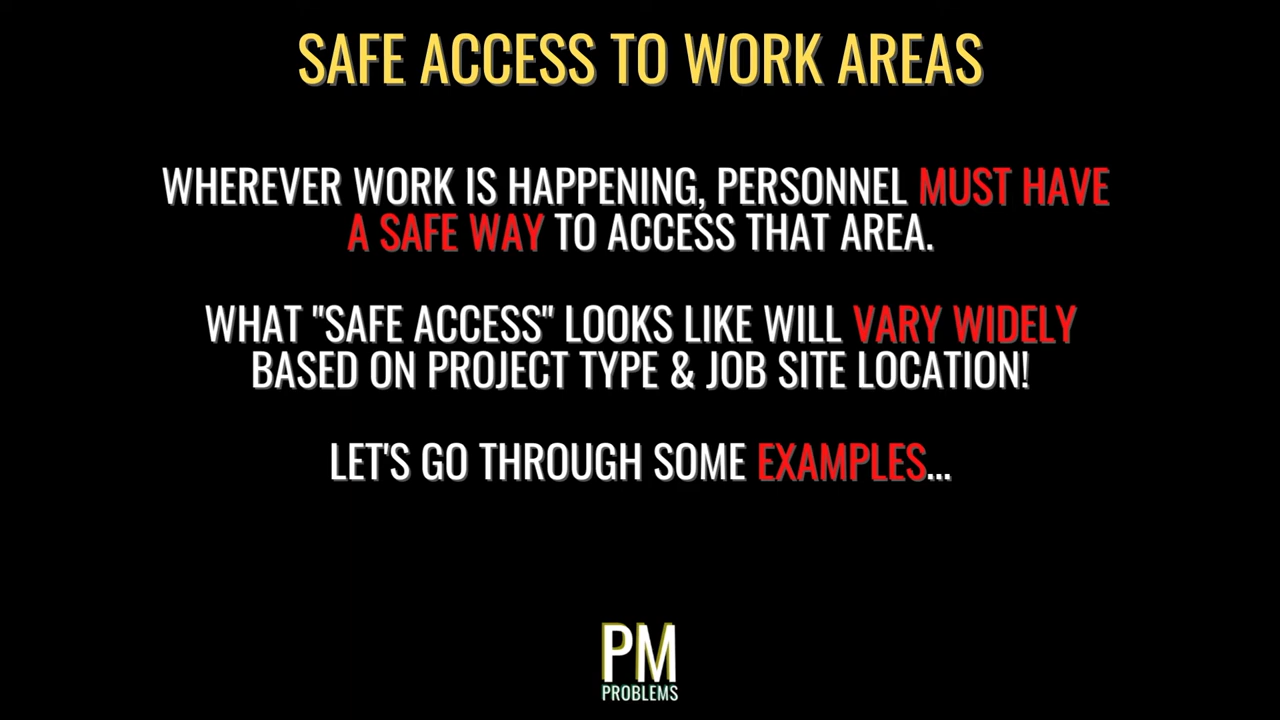 SAFE ACCESS TO WORK AREAS
WHEREVER WORK IS HAPPENING, PERSONNEL MUST HAVE
A SAFE WAY TO ACCESS THAT AREA.
WHAT "SAFE ACCESS" LOOKS LIKE WILL VARY WIDELY
BASED ON PROJECT TYPE & JOB SITE LOCATION!
LET'S GO THROUGH SOME EXAMPLES...
PM
PROBLEMS